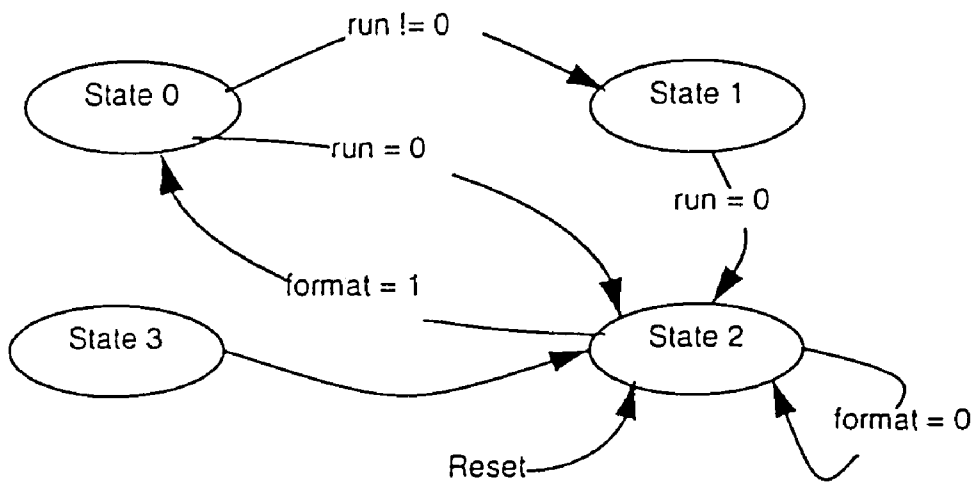 run != 0
State 0
State 1
run = 0
run = 0
format = 1
State 3
State 2
format = 0
Reset